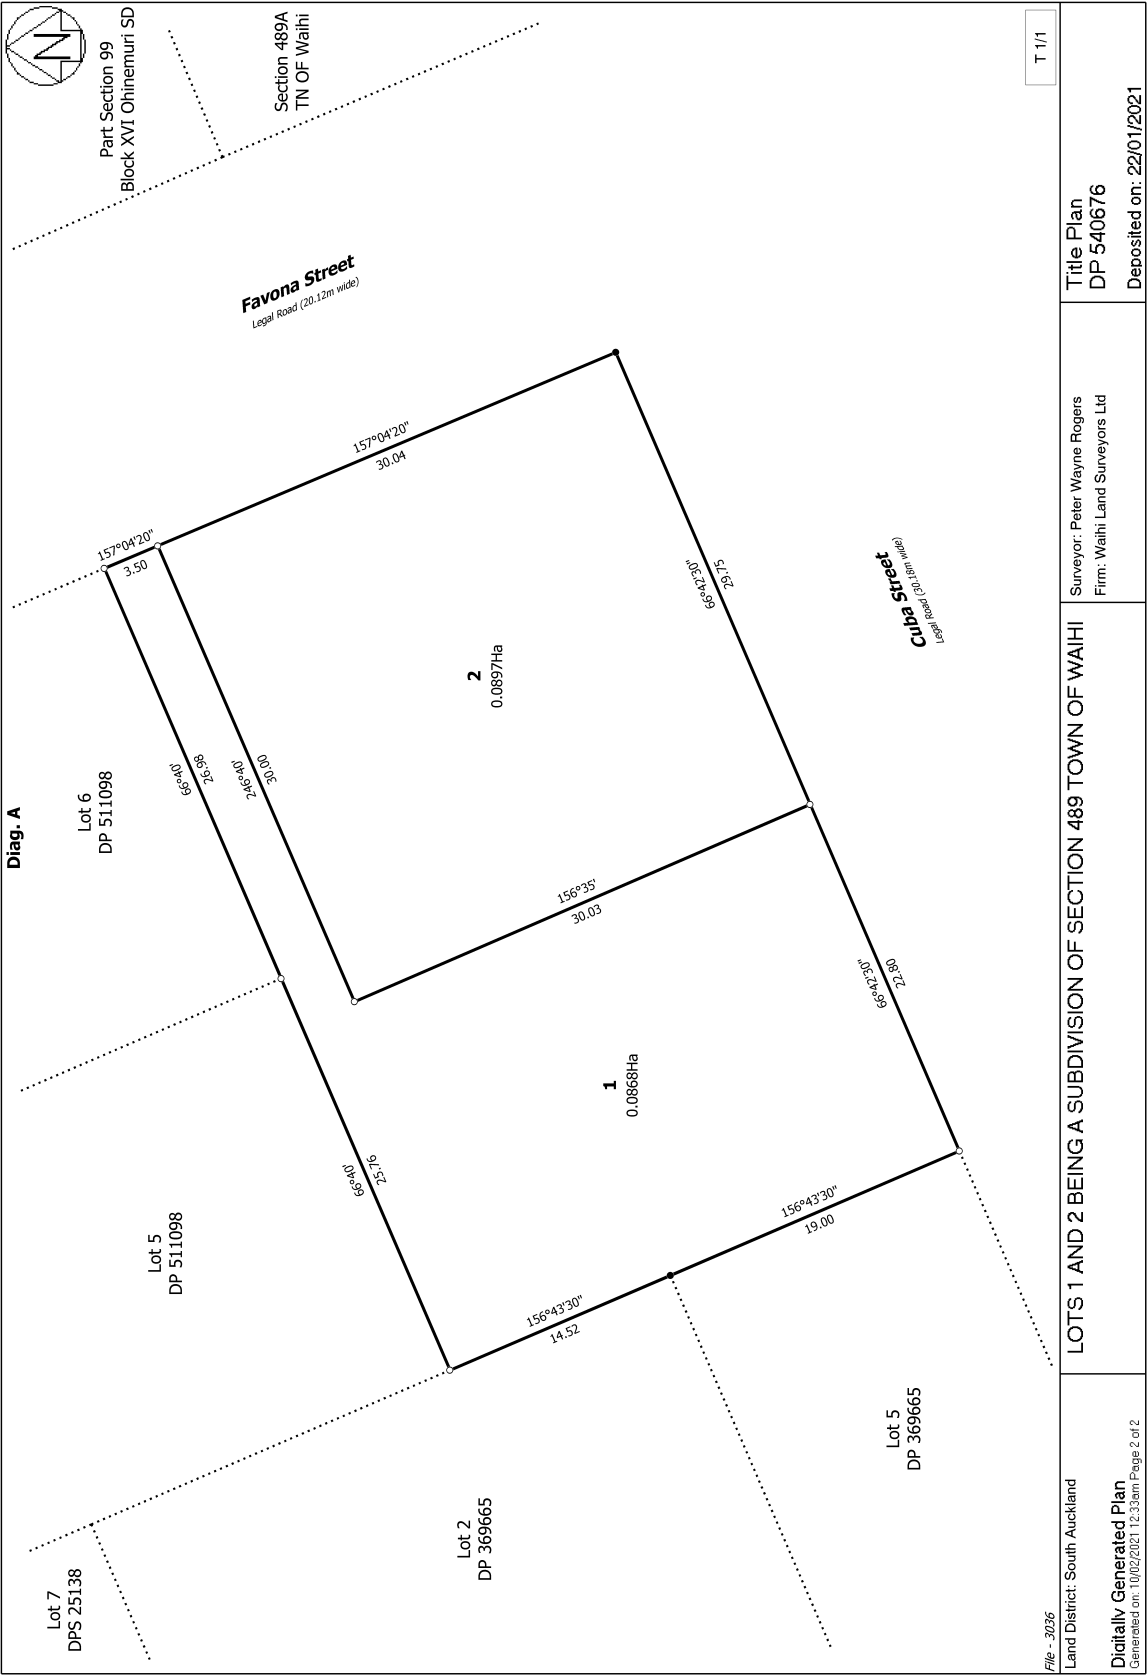 Diag. A
N
Part Section 99
Block XVI Ohinemuri SD
Section 489A
TN OF Waihi
Favona Street
Legal Road (20.12m wide)
Lot 6
DP 511098
Lot 5
DP 511098
Lot 7
DPS 25138
Lot 2
DP 369665
Lot 5
DP 369665
157°04'20"
3.50
157°04'20"
30.04
66°40'
26.98
246°40'
30.00
66°40'
25.76
156°35'
30.03
66°42'30"
29.75
66°42'30"
22.80
156°43'30"
14.52
156°43'30"
19.00
2
0.0897Ha
1
0.0868Ha
Cuba Street
Legal Road (30.18m wide)
File - 3036
T 1/1
Land District: South Auckland
Digitally Generated Plan
Generated on: 10/02/2021 12:33am Page 2 of 2
LOTS 1 AND 2 BEING A SUBDIVISION OF SECTION 489 TOWN OF WAIHI
Surveyor: Peter Wayne Rogers
Firm: Waihi Land Surveyors Ltd
Title Plan
DP 540676
Deposited on: 22/01/2021